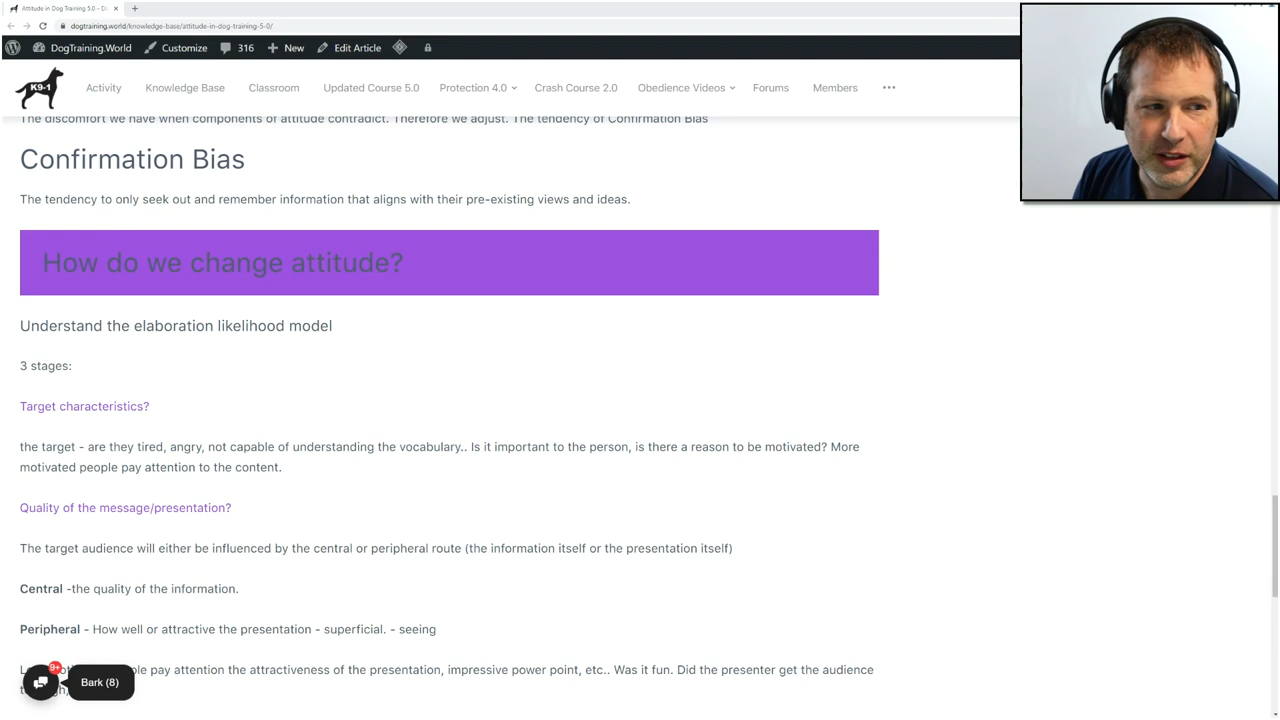 Attitude in Dog Training 5.0 – D
dogtraining.world/knowledge-base/attitude-in-dog-training-5-0/
DogTraining.World Customize 316 New Edit Article
K9-1 Activity Knowledge Base Classroom Updated Course 5.0 Protection 4.0 Crash Course 2.0 Obedience Videos Forums Members
The discomfort we have when components of attitude contradict. Therefore we adjust. The tendency of Confirmation Bias
Confirmation Bias
The tendency to only seek out and remember information that aligns with their pre-existing views and ideas.
How do we change attitude?
Understand the elaboration likelihood model
3 stages:
Target characteristics?
the target - are they tired, angry, not capable of understanding the vocabulary.. Is it important to the person, is there a reason to be motivated? More
motivated people pay attention to the content.
Quality of the message/presentation?
The target audience will either be influenced by the central or peripheral route (the information itself or the presentation itself)
Central -the quality of the information.
Peripheral - How well or attractive the presentation - superficial. - seeing
pay attention the attractiveness of the presentation, impressive power point, etc.. Was it fun. Did the presenter get the audience
9+
Bark (8)